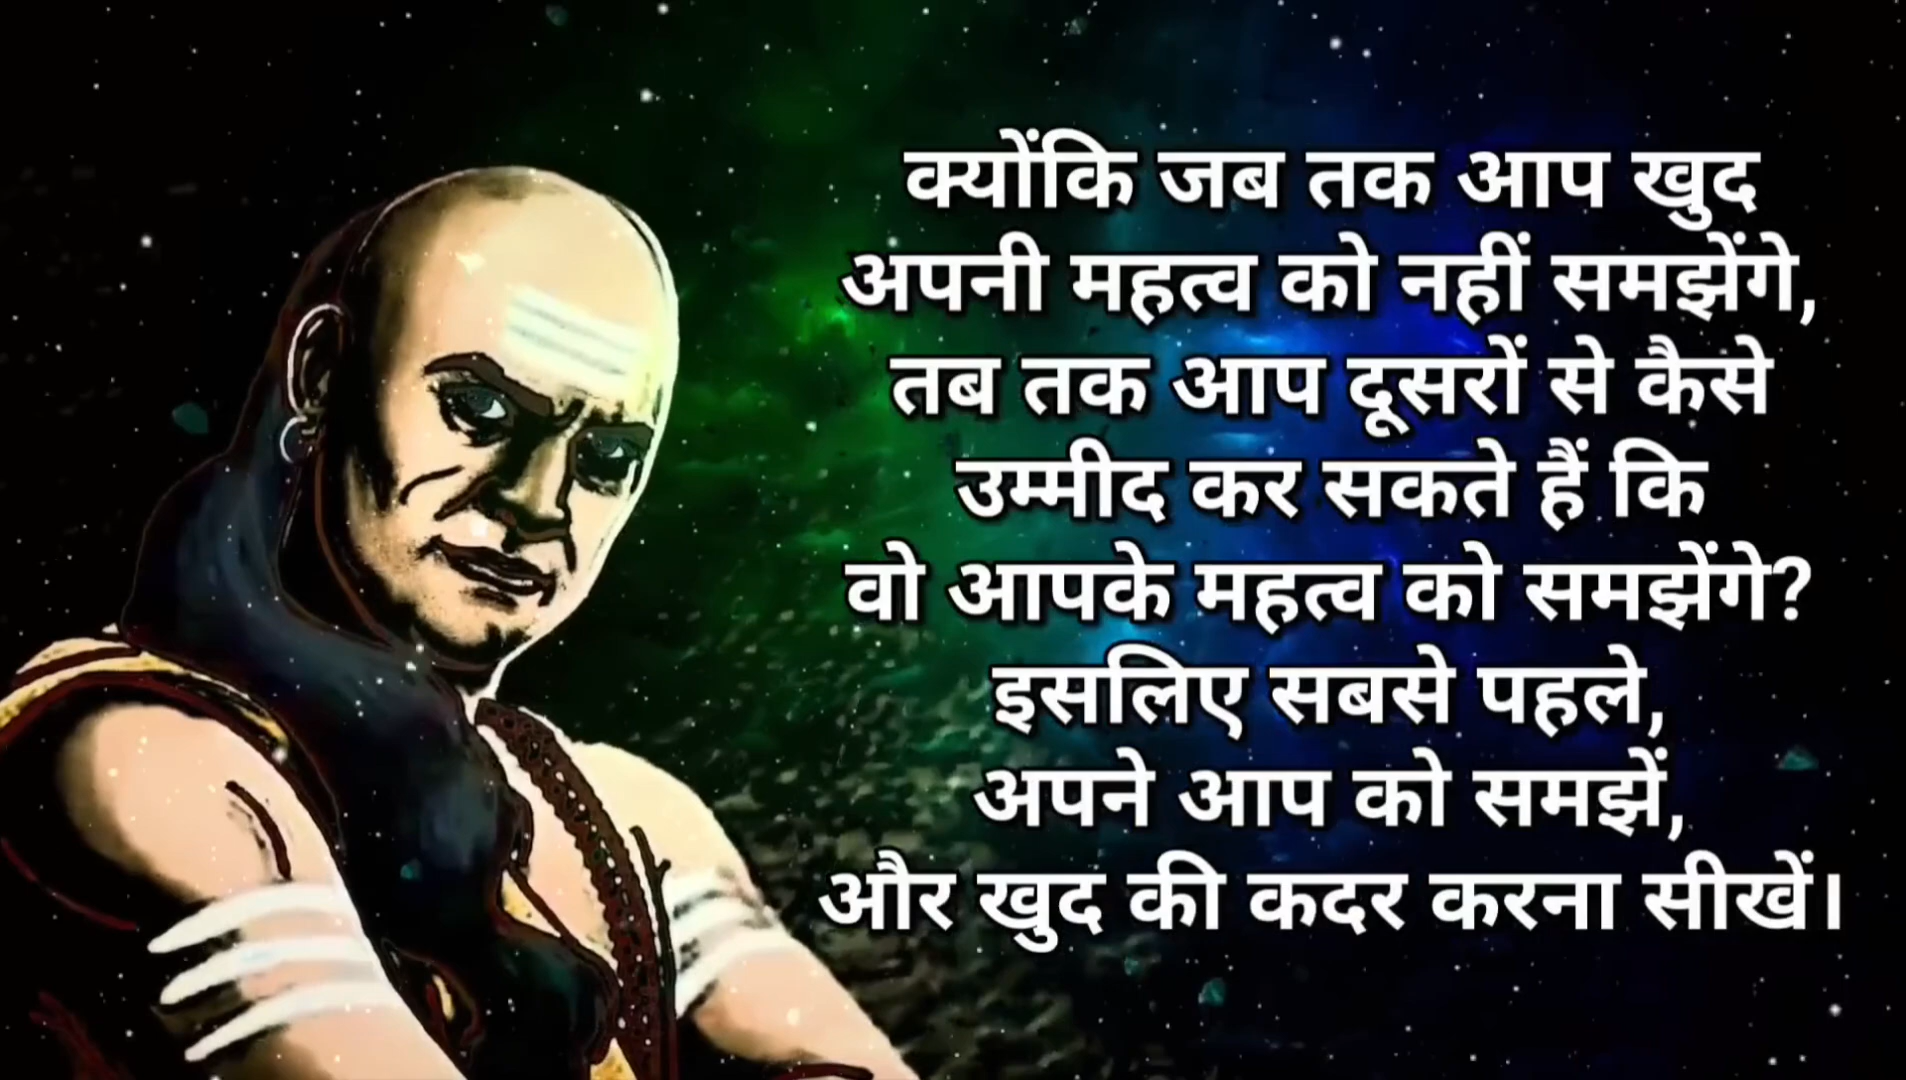 क्योंकि जब तक आप खुद
अपनी महत्व को नहीं समझेंगे,
तब तक आप दूसरों से कैसे
उम्मीद कर सकते हैं कि
वो आपके महत्व को समझेंगे?
इसलिए सबसे पहले,
अपने आप को समझें,
और खुद की कदर करना सीखें।